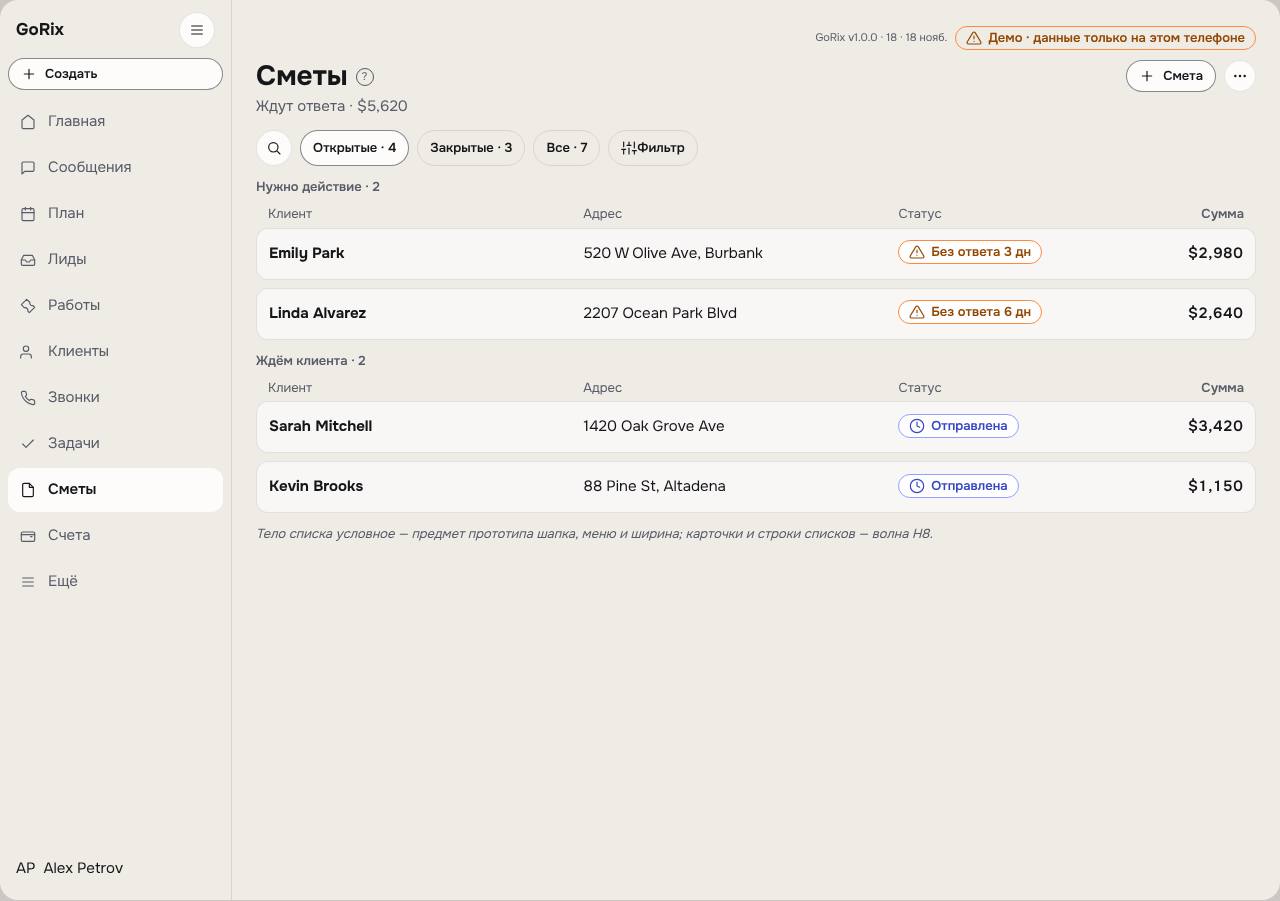 GoRix
Создать
Главная
Сообщения
План
Лиды
Работы
Клиенты
Звонки
Задачи
Сметы
Счета
Ещё
AP Alex Petrov
GoRix v1.0.0 · 18 · 18 нояб.
Демо · данные только на этом телефоне
Сметы ?
Смета
Ждут ответа · $5,620
Открытые · 4 Закрытые · 3 Все · 7 Фильтр
Нужно действие · 2
Клиент Адрес Статус Сумма
Emily Park 520 W Olive Ave, Burbank Без ответа 3 дн $2,980
Linda Alvarez 2207 Ocean Park Blvd Без ответа 6 дн $2,640
Ждём клиента · 2
Клиент Адрес Статус Сумма
Sarah Mitchell 1420 Oak Grove Ave Отправлена $3,420
Kevin Brooks 88 Pine St, Altadena Отправлена $1,150
Тело списка условное — предмет прототипа шапка, меню и ширина; карточки и строки списков — волна Н8.